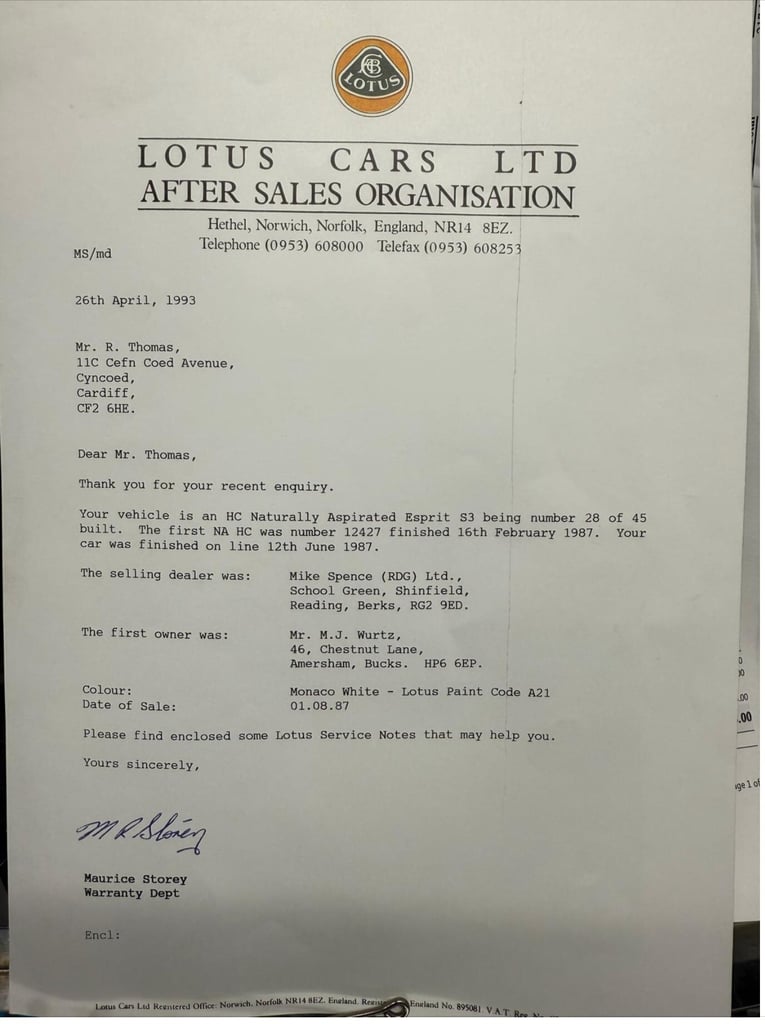 ACBC
LOTUS
LOTUS CARS LTD
AFTER SALES ORGANISATION
Hethel, Norwich, Norfolk, England, NR14 8EZ.
Telephone (0953) 608000 Telefax (0953) 608253
MS/md
26th April, 1993
Mr. R. Thomas,
11C Cefn Coed Avenue,
Cyncoed,
Cardiff,
CF2 6HE.
Dear Mr. Thomas,
Thank you for your recent enquiry.
Your vehicle is an HC Naturally Aspirated Esprit S3 being number 28 of 45
built. The first NA HC was number 12427 finished 16th February 1987. Your
car was finished on line 12th June 1987.
The selling dealer was: Mike Spence (RDG) Ltd.,
School Green, Shinfield,
Reading, Berks, RG2 9ED.
The first owner was: Mr. M.J. Wurtz,
46, Chestnut Lane,
Amersham, Bucks. HP6 6EP.
Colour: Monaco White - Lotus Paint Code A21
Date of Sale: 01.08.87
Please find enclosed some Lotus Service Notes that may help you.
Yours sincerely,
M R Storey
Maurice Storey
Warranty Dept
Encl:
Lotus Cars Ltd Registered Office: Norwich, Norfolk NR14 8EZ. England. England No. 895081 V.A.T.
.00
.00